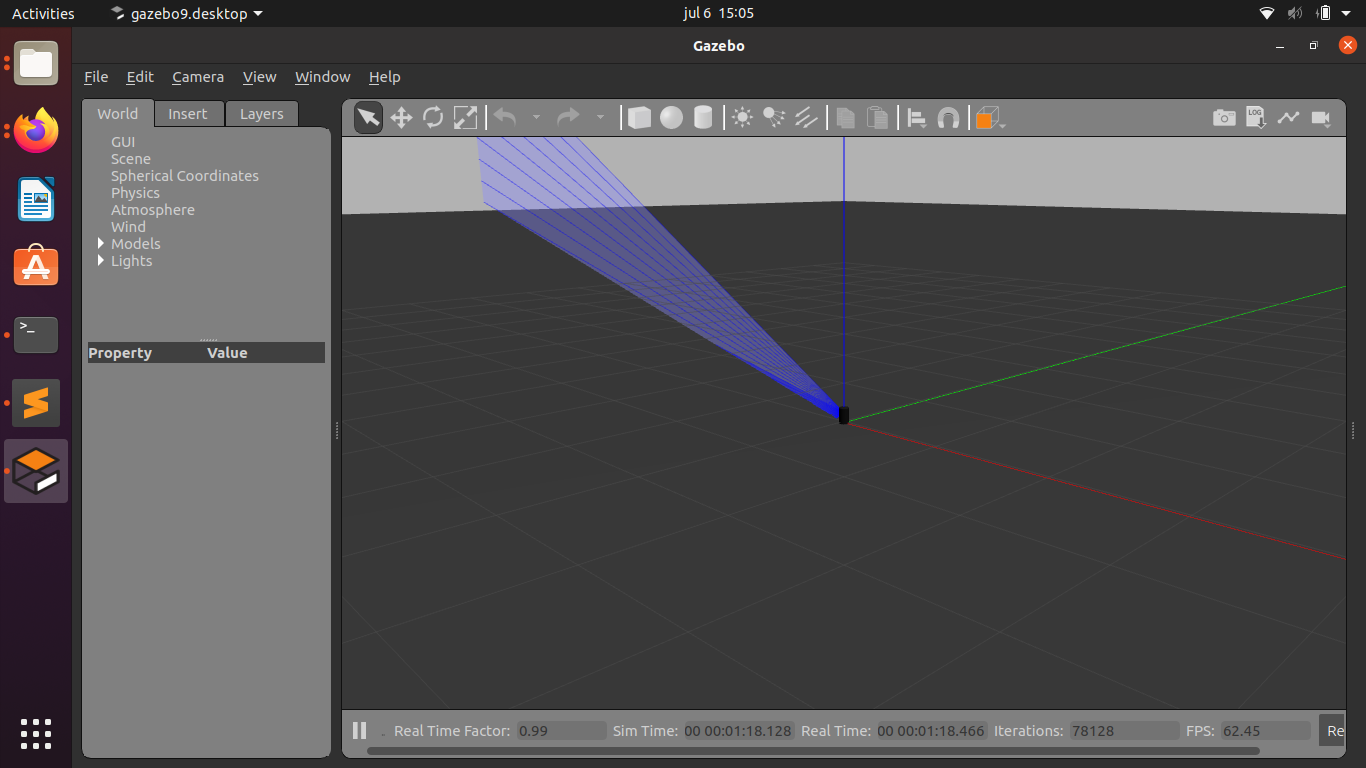 Activities gazebo9.desktop jul 6 15:05
Gazebo
File Edit Camera View Window Help
World Insert Layers
GUI
Scene
Spherical Coordinates
Physics
Atmosphere
Wind
Models
Lights
Property Value
LOG
>_
Real Time Factor: 0.99 Sim Time: 00 00:01:18.128 Real Time: 00 00:01:18.466 Iterations: 78128 FPS: 62.45 Re